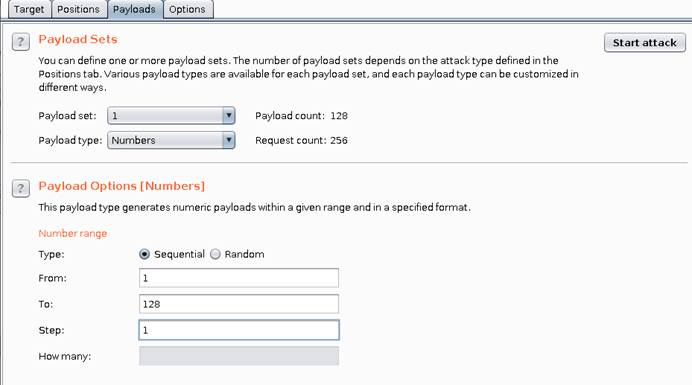 Target Positions Payloads Options
? Payload Sets Start attack
You can define one or more payload sets. The number of payload sets depends on the attack type defined in the
Positions tab. Various payload types are available for each payload set, and each payload type can be customized in
different ways.
Payload set: 1 Payload count: 128
Payload type: Numbers Request count: 256
? Payload Options [Numbers]
This payload type generates numeric payloads within a given range and in a specified format.
Number range
Type: Sequential Random
From: 1
To: 128
Step: 1
How many: